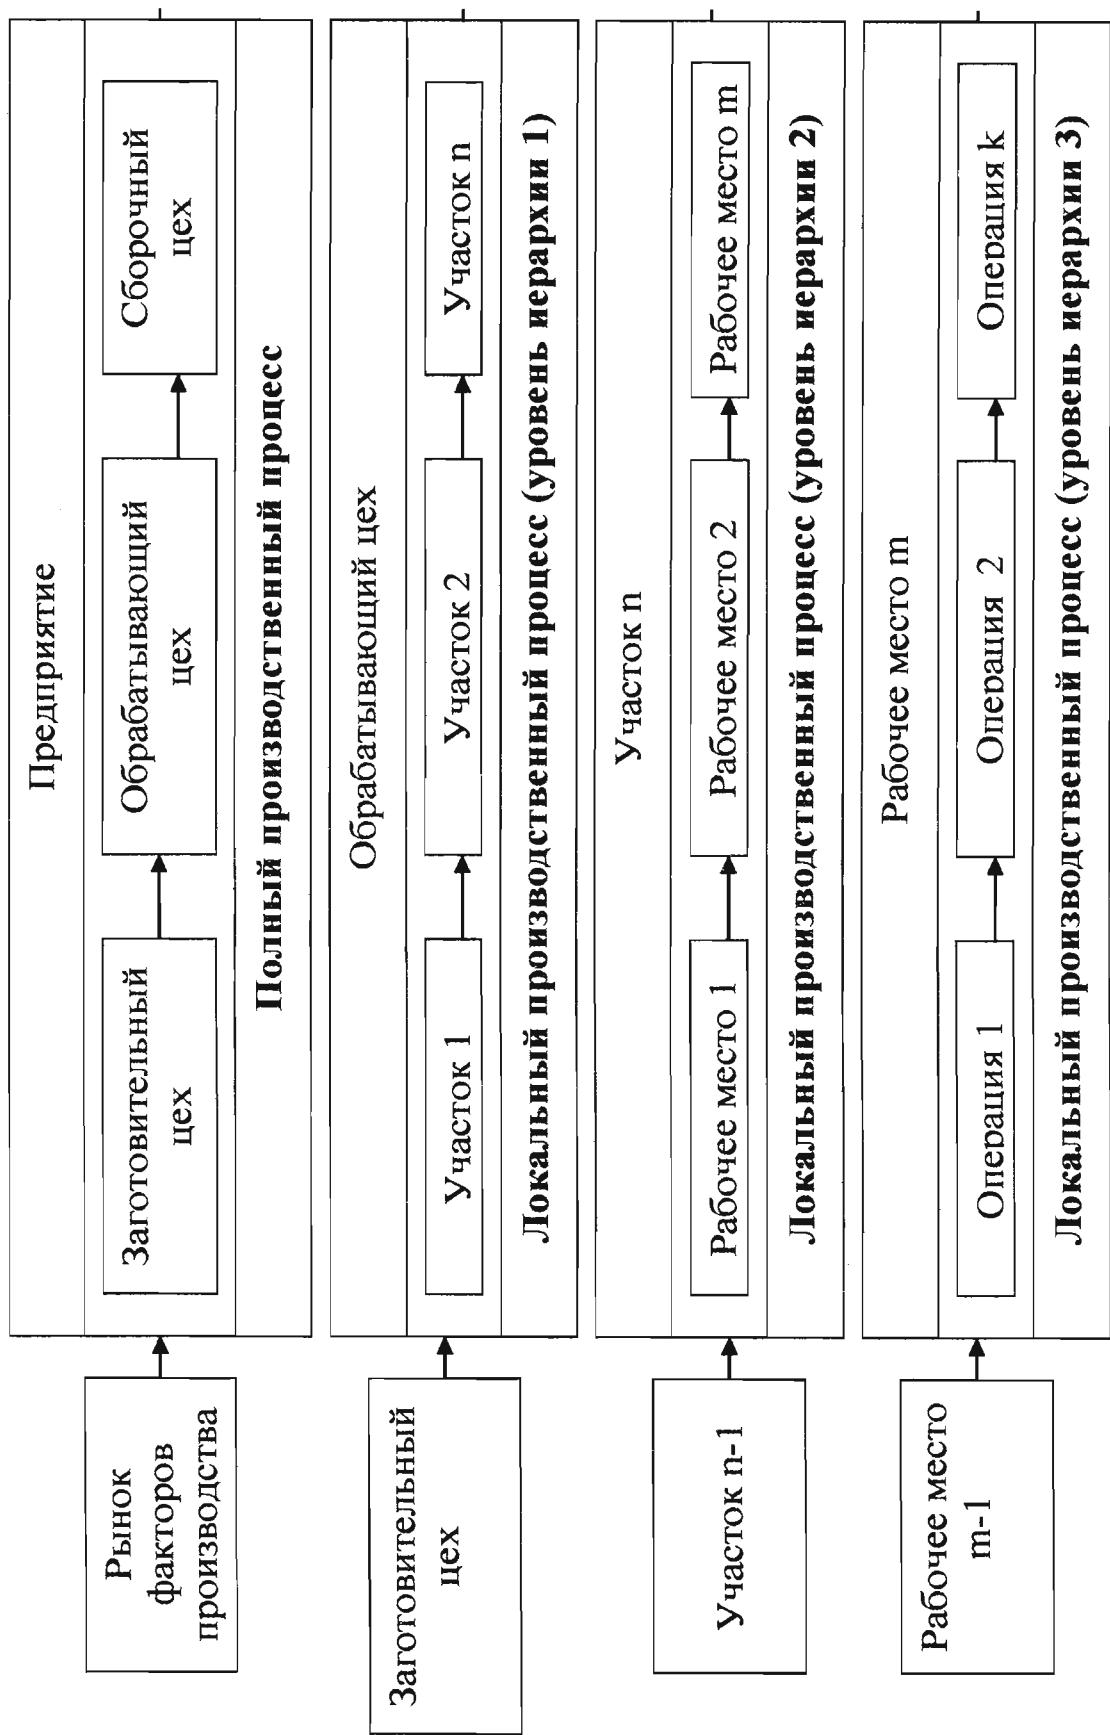 Предприятие
Рынок
факторов
производства
Заготовительный
цех
Обрабатывающий
цех
Сборочный
цех
Полный производственный процесс
Обрабатывающий цех
Заготовительный
цех
Участок 1
Участок 2
Участок n
Локальный производственный процесс (уровень иерархии 1)
Участок n
Участок n-1
Рабочее место 1
Рабочее место 2
Рабочее место m
Локальный производственный процесс (уровень иерархии 2)
Рабочее место m
Рабочее место
m-1
Операция 1
Операция 2
Операция k
Локальный производственный процесс (уровень иерархии 3)